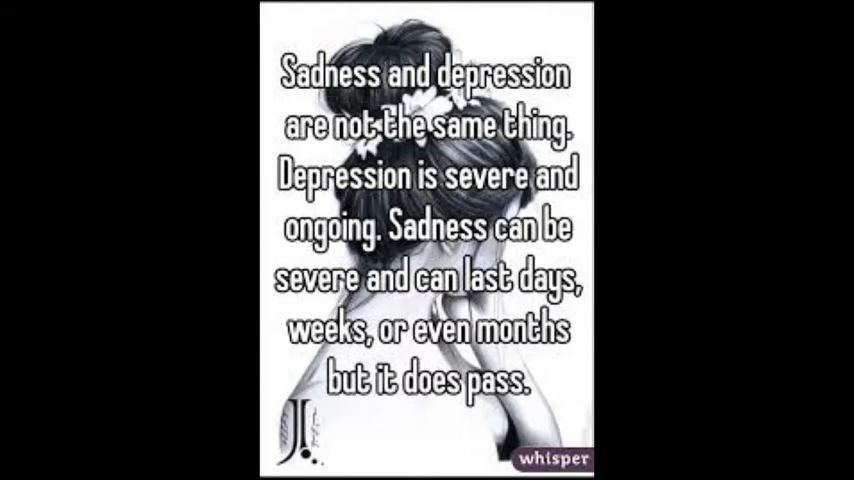 Sadness and depression
are not the same thing.
Depression is severe and
ongoing. Sadness can be
severe and can last days,
weeks, or even months
but it does pass.
whisper